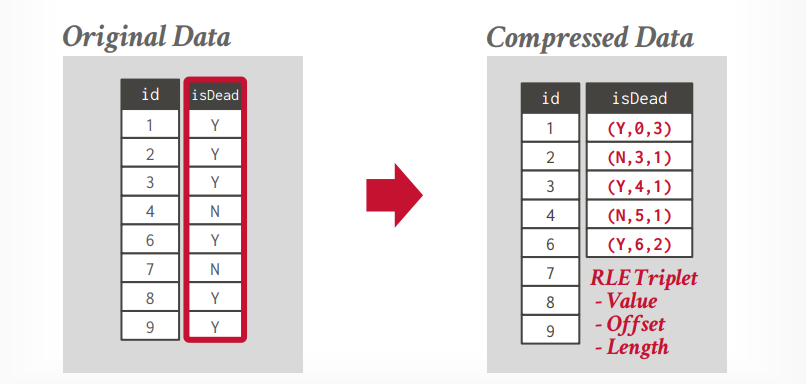 Original Data
id isDead
1 Y
2 Y
3 Y
4 N
6 Y
7 N
8 Y
9 Y
Compressed Data
id isDead
1 (Y,0,3)
2 (N,3,1)
3 (Y,4,1)
4 (N,5,1)
6 (Y,6,2)
7
8
9
RLE Triplet
- Value
- Offset
- Length